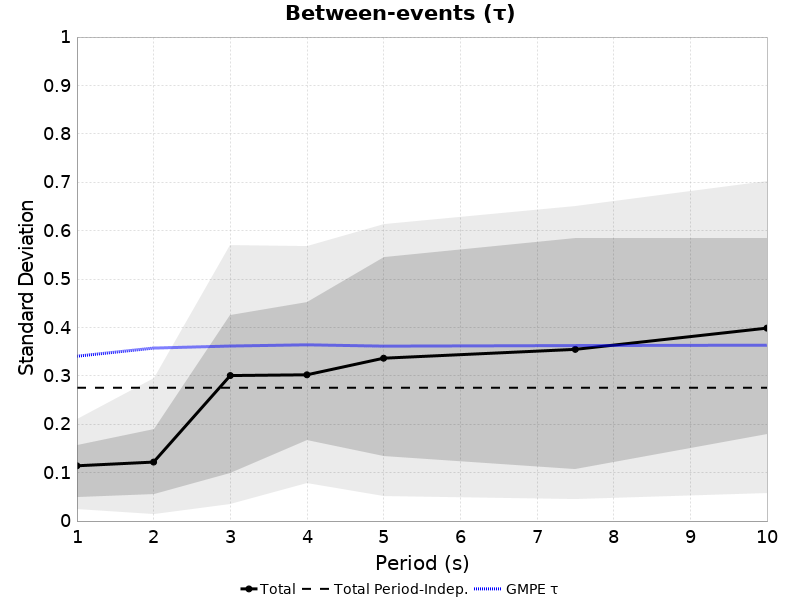 Between-events (τ)
Standard Deviation
1
0.9
0.8
0.7
0.6
0.5
0.4
0.3
0.2
0.1
0
1 2 3 4 5 6 7 8 9 10
Period (s)
Total Total Period-Indep. GMPE τ